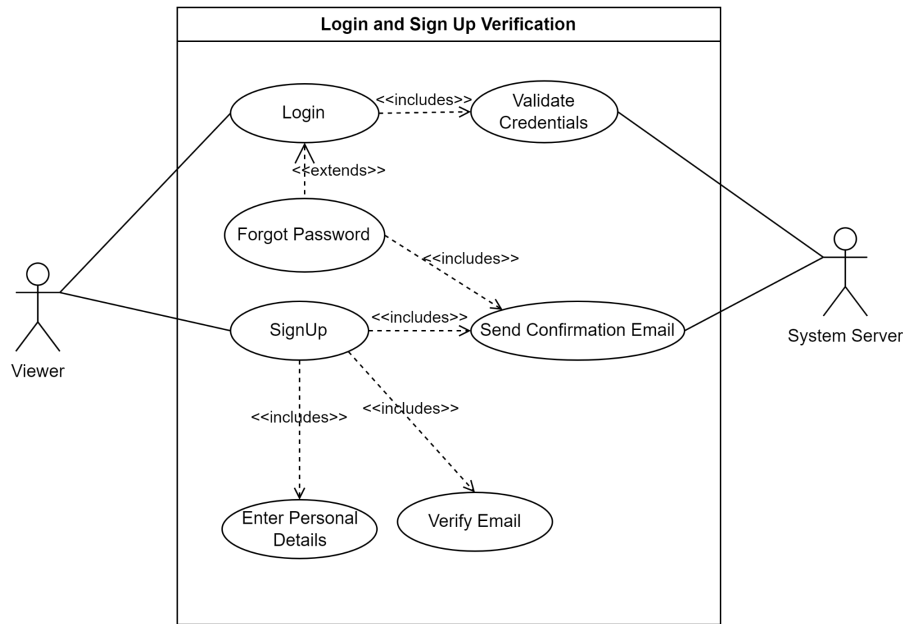 Login and Sign Up Verification
Login
<<includes>>
Validate
Credentials
<<extends>>
Forgot Password
<<includes>>
SignUp
<<includes>>
Send Confirmation Email
Viewer
System Server
<<includes>>
<<includes>>
Enter Personal
Details
Verify Email